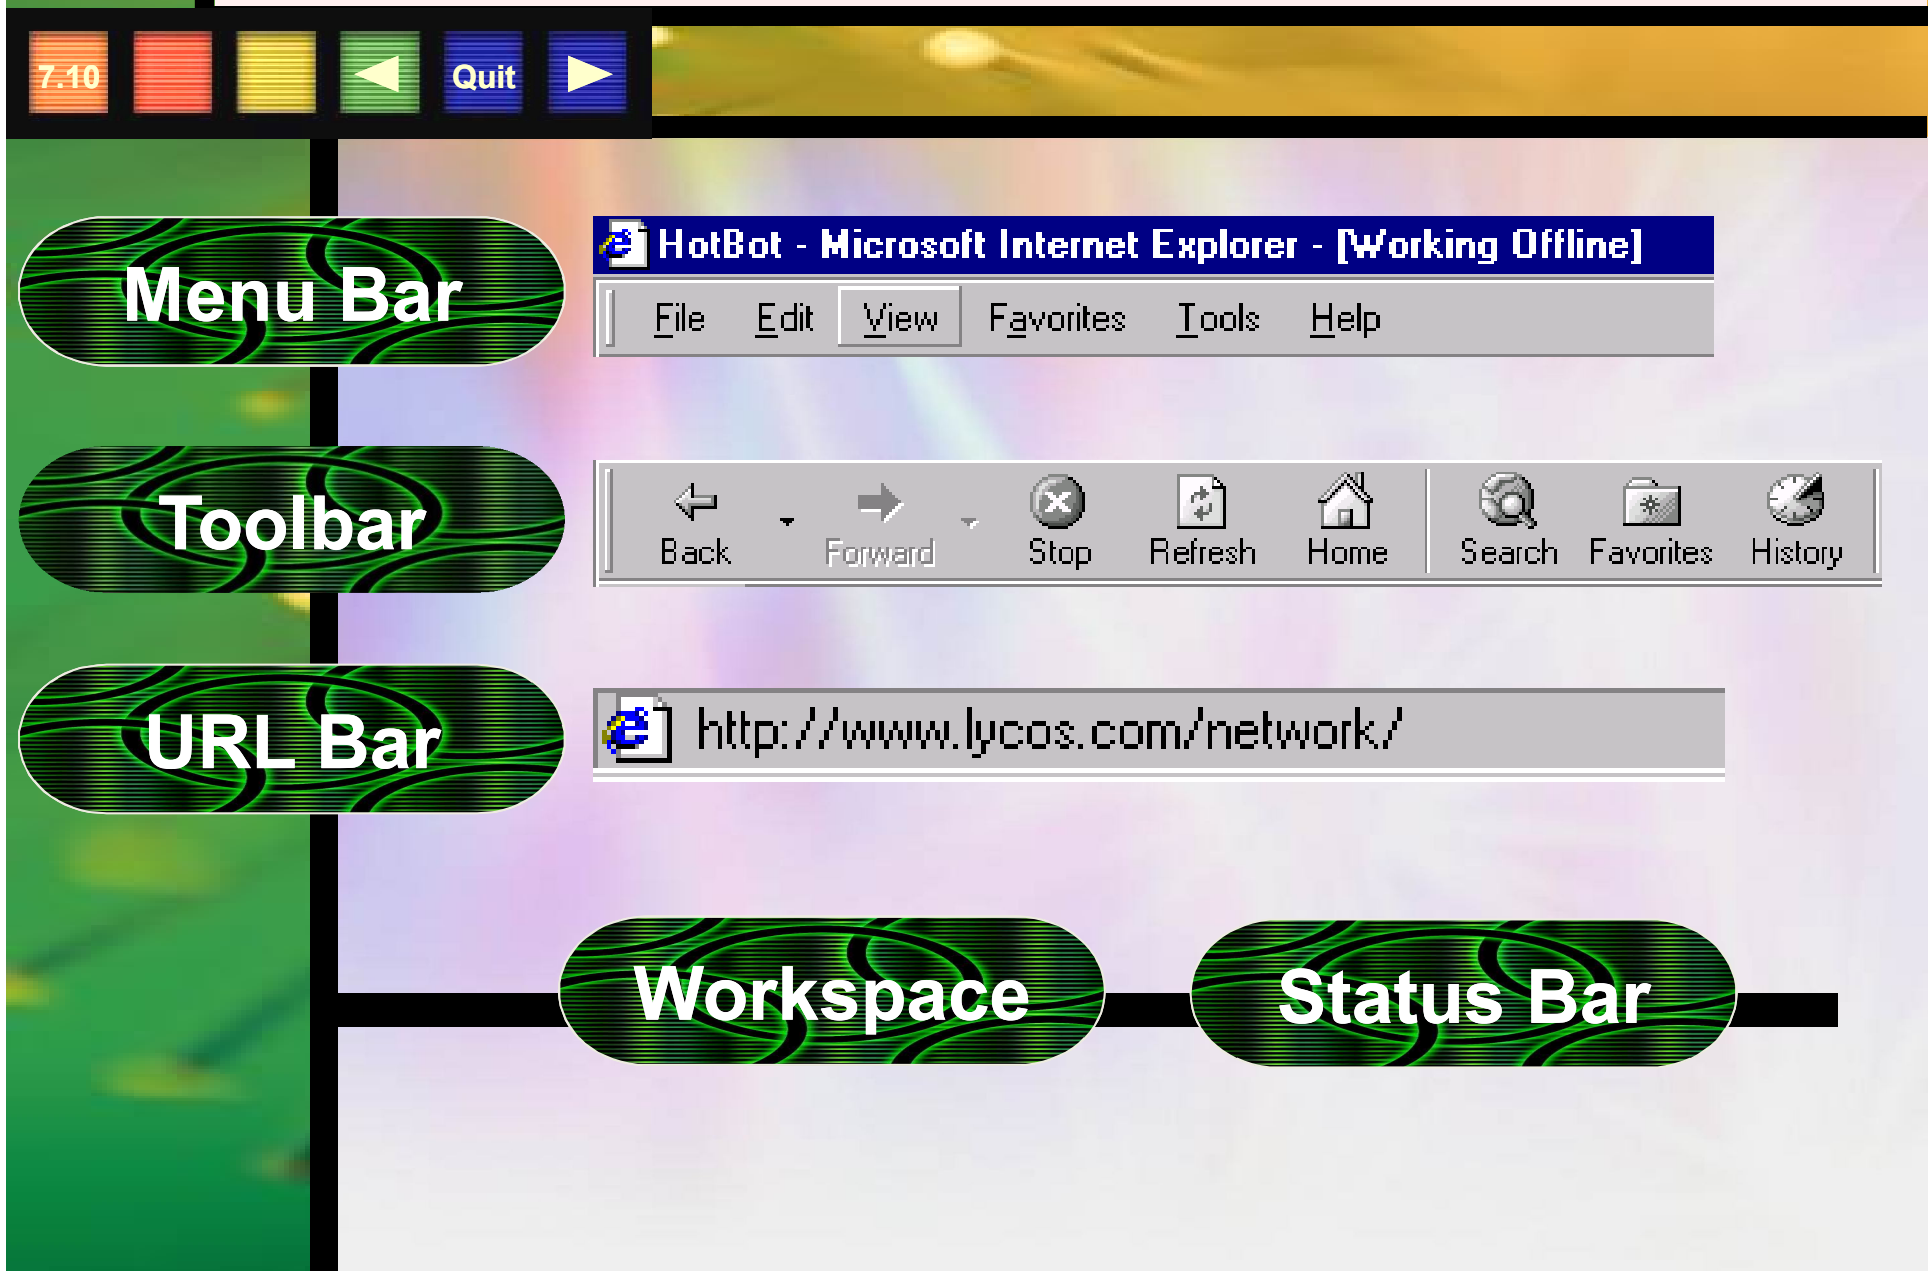 7.10 Quit
Menu Bar
HotBot - Microsoft Internet Explorer - [Working Offline]
File Edit View Favorites Tools Help
Toolbar
Back Forward Stop Refresh Home Search Favorites History
URL Bar
http://www.lycos.com/network/
Workspace
Status Bar